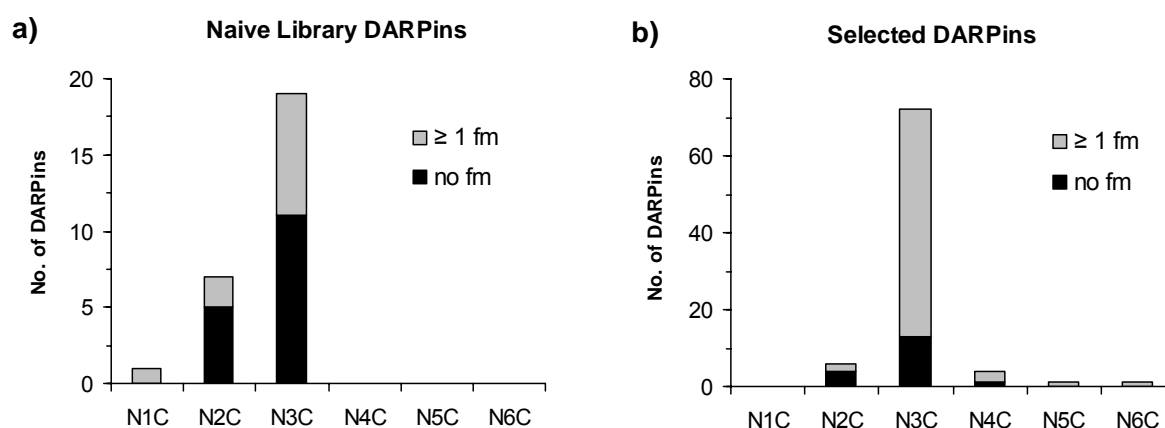 a)
Naive Library DARPins
No. of DARPins
20
15
10
5
0
≥ 1 fm
no fm
N1C N2C N3C N4C N5C N6C
b)
Selected DARPins
No. of DARPins
80
60
40
20
0
≥ 1 fm
no fm
N1C N2C N3C N4C N5C N6C